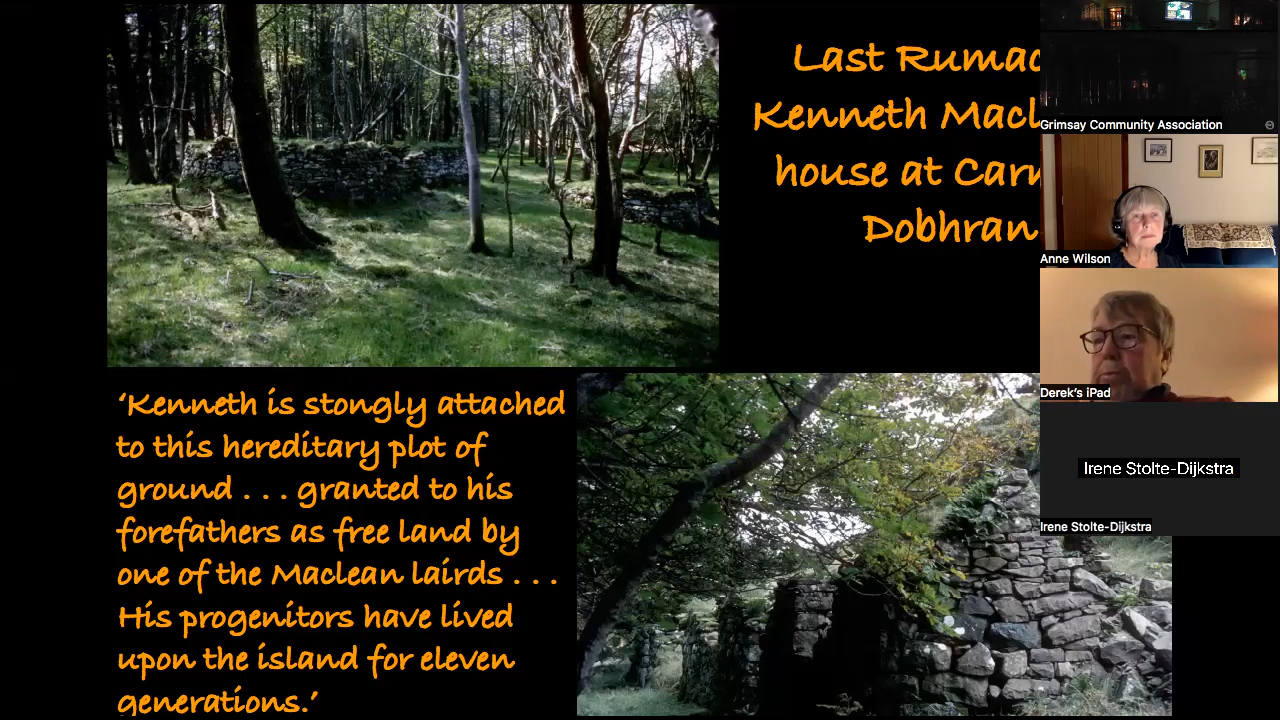 Last Rumac
Kenneth Macl
house at Carn
Dobhran
‘Kenneth is stongly attached
to this hereditary plot of
ground . . . granted to his
forefathers as free land by
one of the Maclean lairds . . .
His progenitors have lived
upon the island for eleven
generations.’
Grimsay Community Association
Anne Wilson
Derek’s iPad
Irene Stolte-Dijkstra
Irene Stolte-Dijkstra